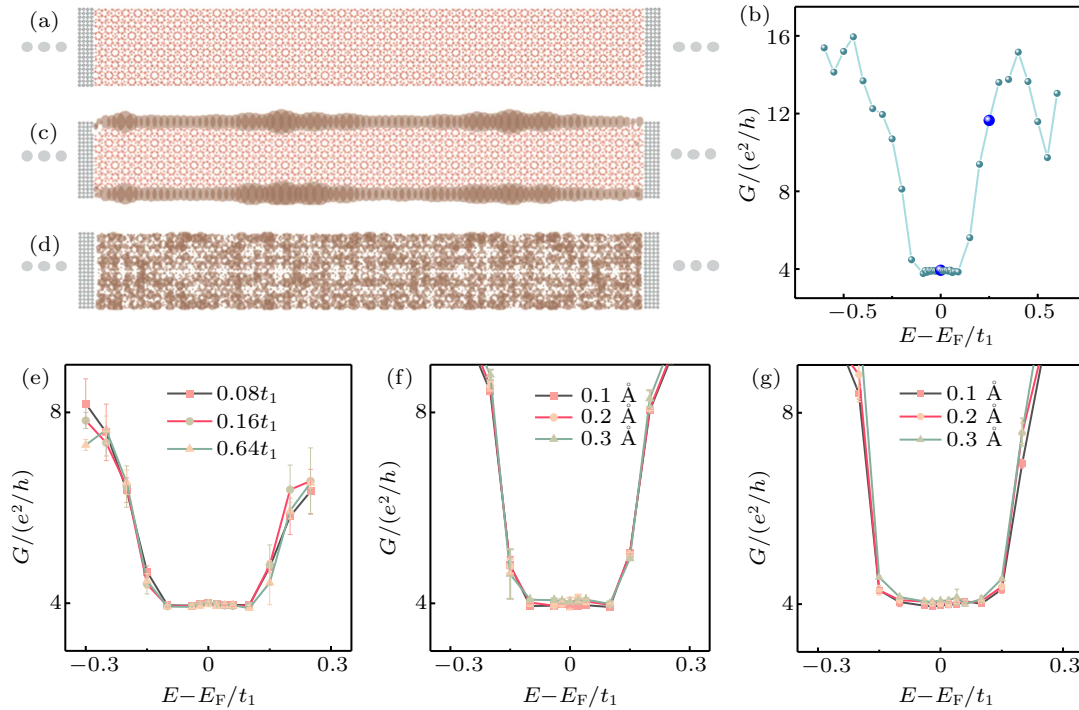 (a)
(b)
16
12
8
4
G/(e²/h)
−0.5
0
0.5
E−E_F/t₁
(c)
(d)
(e)
0.08t₁
0.16t₁
0.64t₁
8
4
G/(e²/h)
−0.3
0
0.3
E−E_F/t₁
(f)
0.1 Å
0.2 Å
0.3 Å
8
4
G/(e²/h)
−0.3
0
0.3
E−E_F/t₁
(g)
0.1 Å
0.2 Å
0.3 Å
8
4
G/(e²/h)
−0.3
0
0.3
E−E_F/t₁